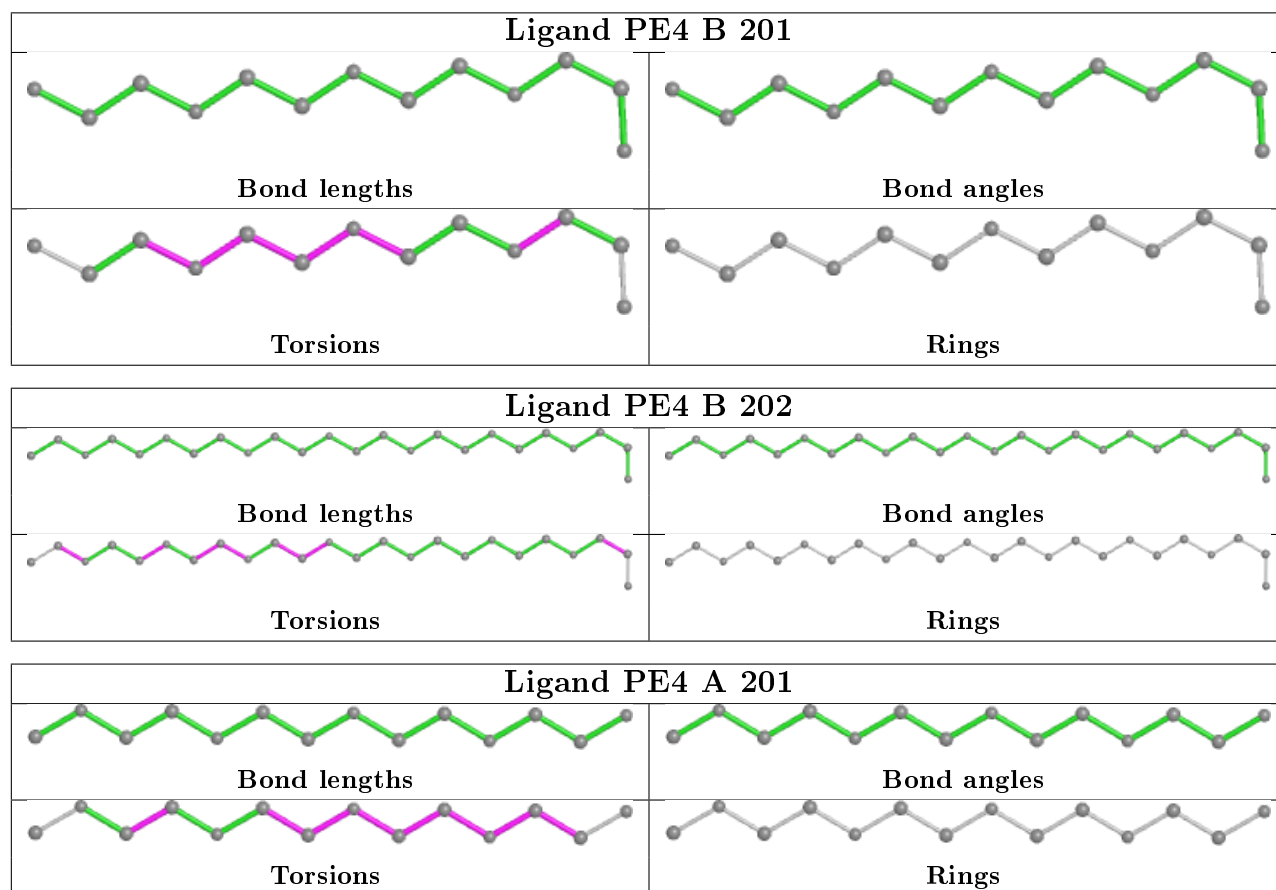 Ligand PE4 B 201
Bond lengths
Bond angles
Torsions
Rings
Ligand PE4 B 202
Bond lengths
Bond angles
Torsions
Rings
Ligand PE4 A 201
Bond lengths
Bond angles
Torsions
Rings